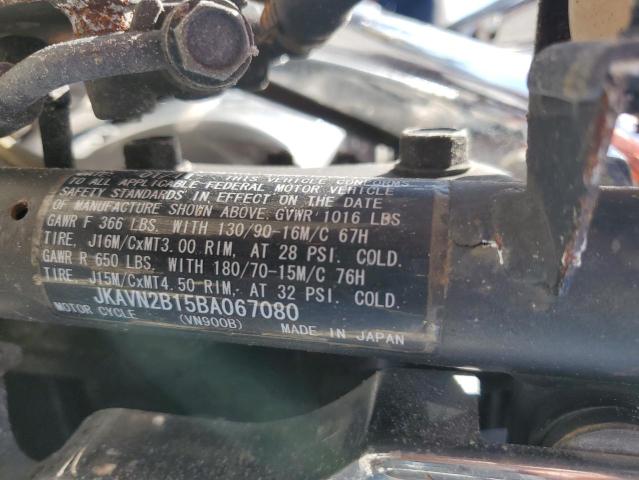 THIS VEHICLE CONFORMS
TO ALL APPLICABLE FEDERAL MOTOR VEHICLE
SAFETY STANDARDS IN EFFECT ON THE DATE
OF MANUFACTURE SHOWN ABOVE. GVWR 1016 LBS
GAWR F 366 LBS. WITH 130/90-16M/C 67H
TIRE, J16M/CxMT3.00 RIM, AT 28 PSI. COLD.
GAWR R 650 LBS. WITH 180/70-15M/C 76H
TIRE, J15M/CxMT4.50 RIM, AT 32 PSI. COLD.
JKAVN2B15BA067080
MOTOR CYCLE (VN900B) MADE IN JAPAN